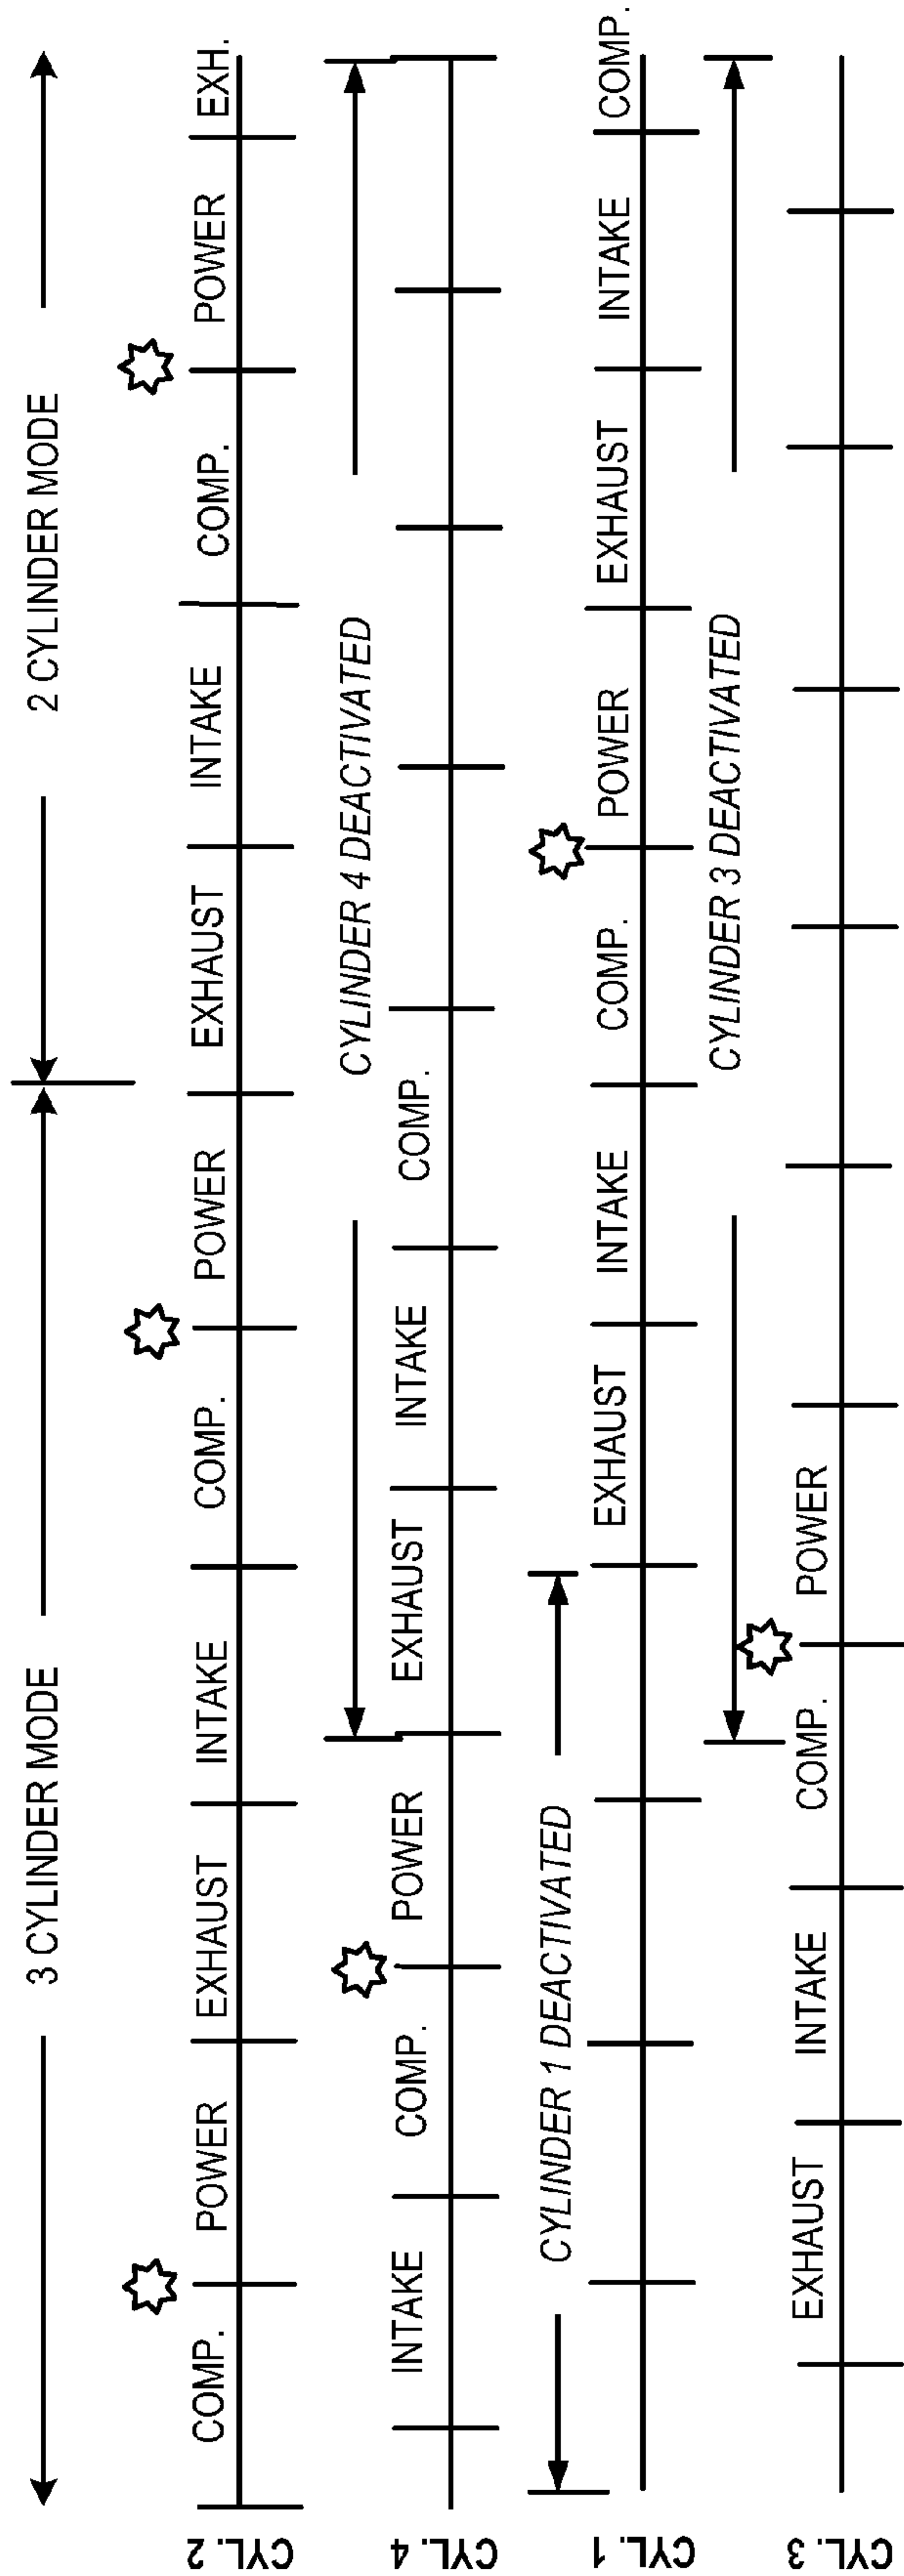 3 CYLINDER MODE 2 CYLINDER MODE
CYL. 2 COMP. POWER EXHAUST INTAKE COMP. POWER EXHAUST INTAKE COMP. POWER EXH.
CYLINDER 4 DEACTIVATED
CYL. 4 INTAKE COMP. POWER EXHAUST INTAKE COMP.
CYLINDER 1 DEACTIVATED
CYL. 1 EXHAUST INTAKE COMP. POWER EXHAUST INTAKE COMP.
CYLINDER 3 DEACTIVATED
CYL. 3 EXHAUST INTAKE COMP. POWER